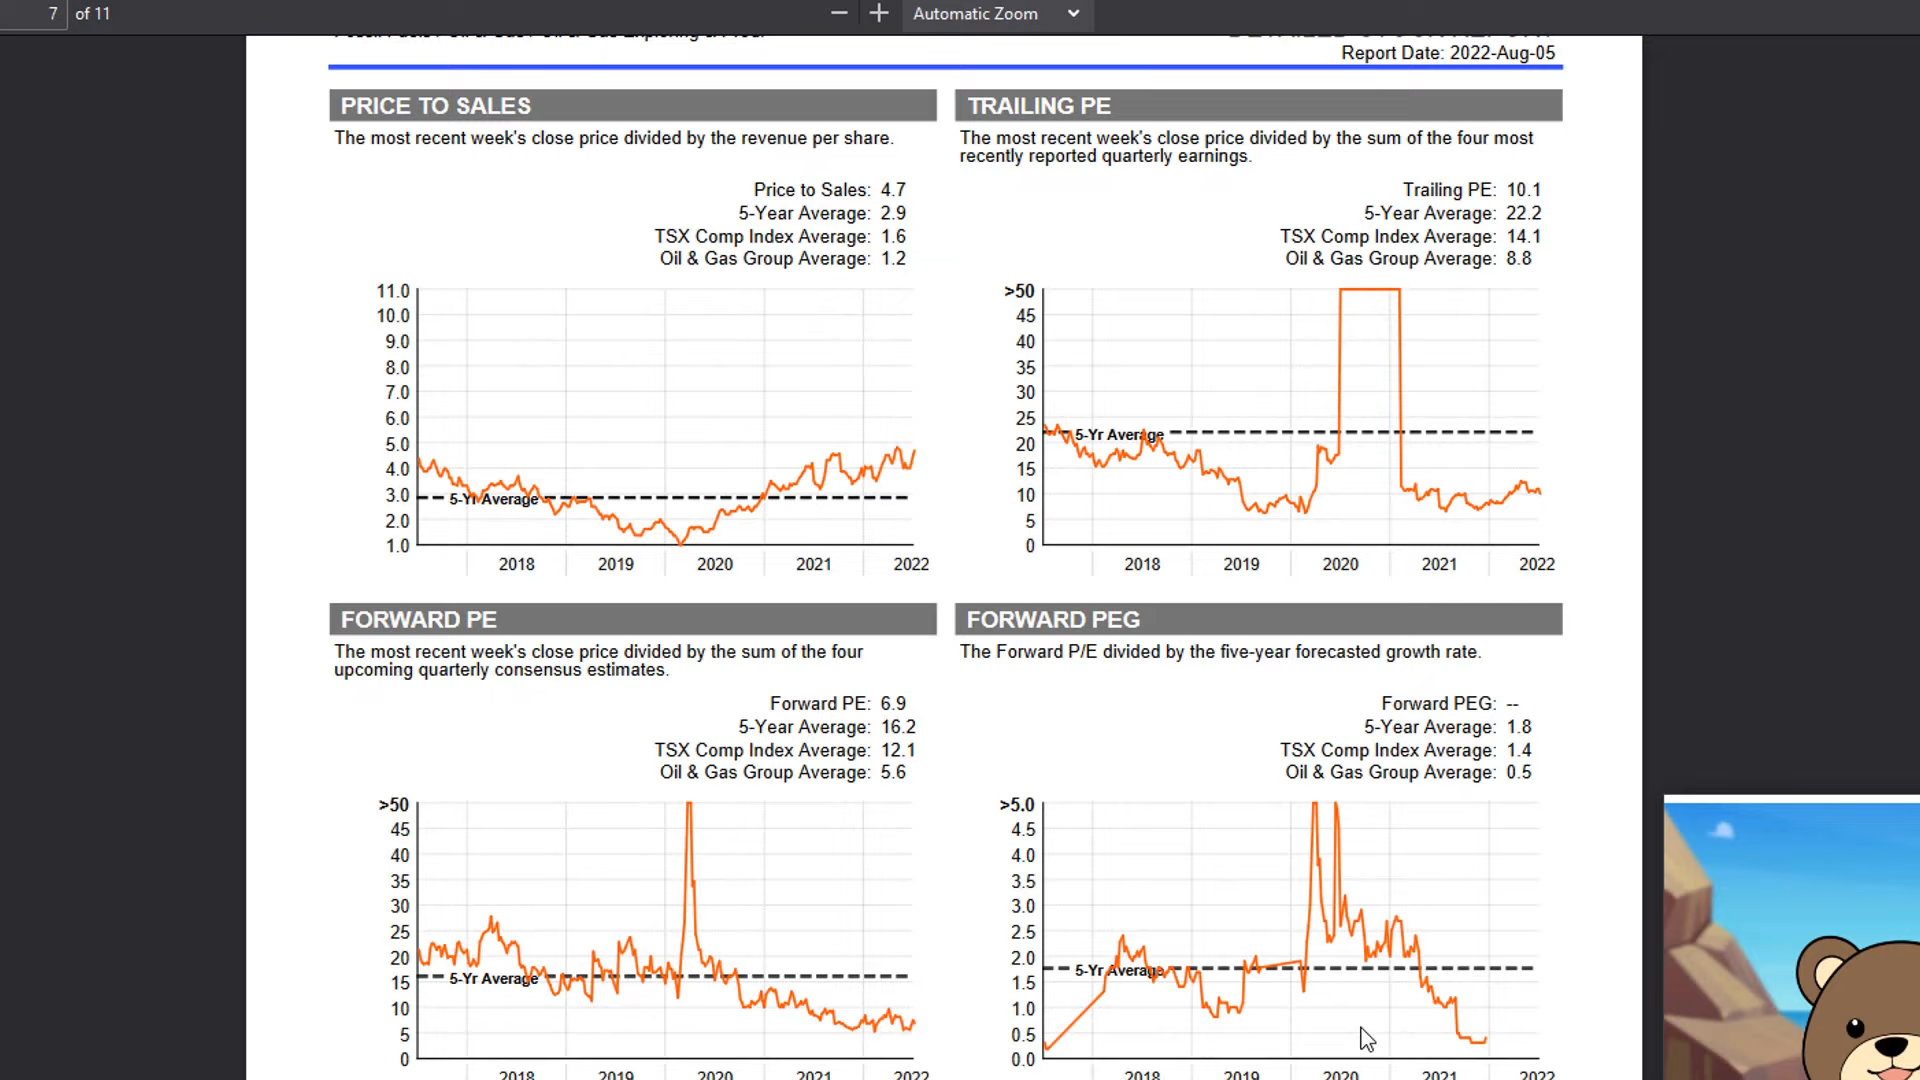 7 of 11
Automatic Zoom
Report Date: 2022-Aug-05
PRICE TO SALES
The most recent week's close price divided by the revenue per share.
Price to Sales: 4.7
5-Year Average: 2.9
TSX Comp Index Average: 1.6
Oil & Gas Group Average: 1.2
11.0
10.0
9.0
8.0
7.0
6.0
5.0
4.0
3.0
2.0
1.0
5-Yr Average
2018 2019 2020 2021 2022
TRAILING PE
The most recent week's close price divided by the sum of the four most
recently reported quarterly earnings.
Trailing PE: 10.1
5-Year Average: 22.2
TSX Comp Index Average: 14.1
Oil & Gas Group Average: 8.8
>50
45
40
35
30
25
20
15
10
5
0
5-Yr Average
2018 2019 2020 2021 2022
FORWARD PE
The most recent week's close price divided by the sum of the four
upcoming quarterly consensus estimates.
Forward PE: 6.9
5-Year Average: 16.2
TSX Comp Index Average: 12.1
Oil & Gas Group Average: 5.6
>50
45
40
35
30
25
20
15
10
5
0
5-Yr Average
2018 2019 2020 2021 2022
FORWARD PEG
The Forward P/E divided by the five-year forecasted growth rate.
Forward PEG: --
5-Year Average: 1.8
TSX Comp Index Average: 1.4
Oil & Gas Group Average: 0.5
>5.0
4.5
4.0
3.5
3.0
2.5
2.0
1.5
1.0
0.5
0.0
5-Yr Average
2018 2019 2020 2021 2022